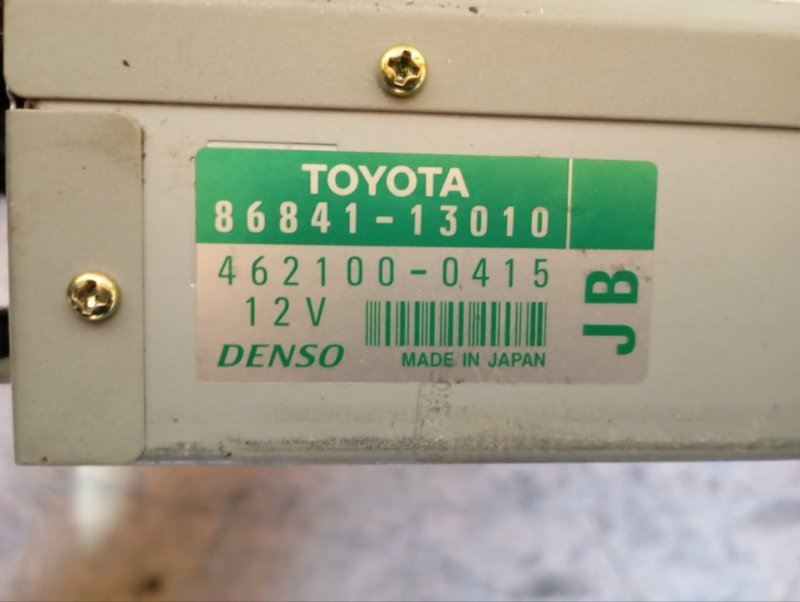 TOYOTA
86841-13010
462100-0415
12V
DENSO MADE IN JAPAN
JB